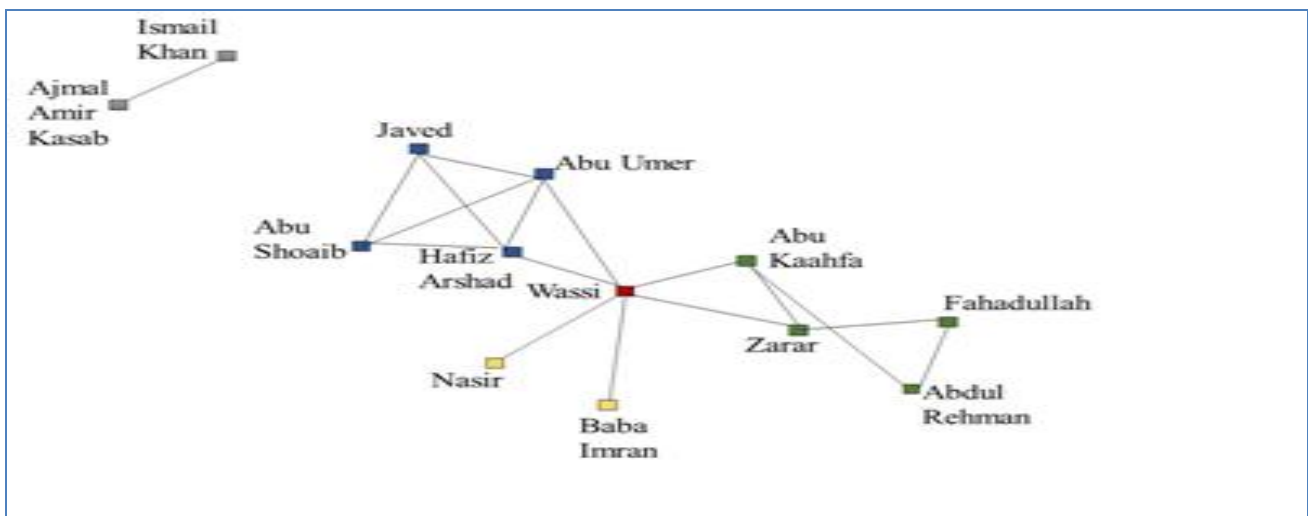 Ismail
Khan
Ajmal
Amir
Kasab
Javed
Abu Umer
Abu
Shoaib
Hafiz
Arshad
Wassi
Abu
Kaahfa
Fahadullah
Zarar
Nasir
Abdul
Rehman
Baba
Imran